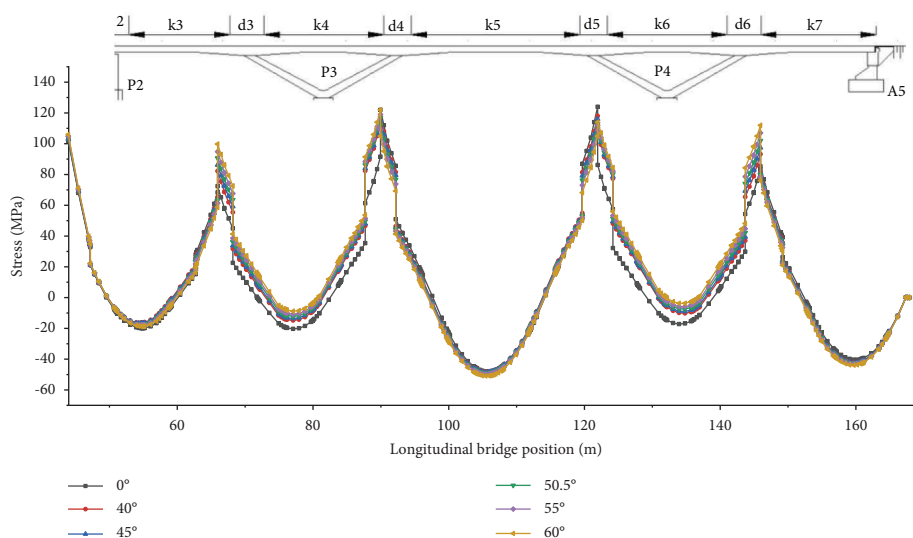 2 k3 d3 k4 d4 k5 d5 k6 d6 k7
P2 P3 P4 A5
140
120
100
80
60
40
20
0
-20
-40
-60
Stress (MPa)
60 80 100 120 140 160
Longitudinal bridge position (m)
0° 50.5°
40° 55°
45° 60°